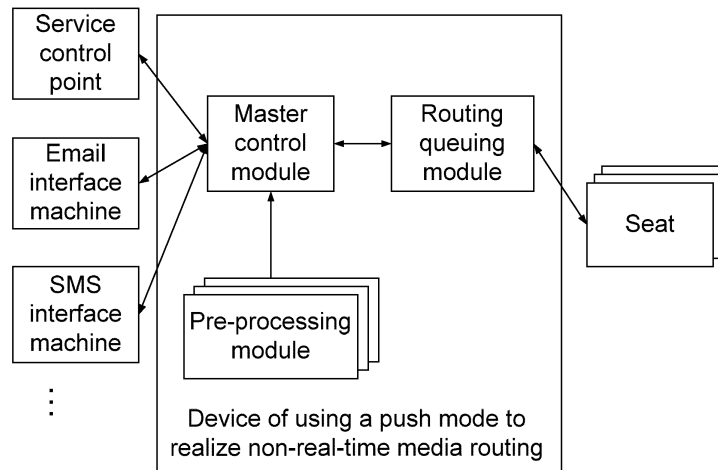 Service
control
point
Email
interface
machine
SMS
interface
machine
⋮
Master
control
module
Routing
queuing
module
Pre-processing
module
Seat
Device of using a push mode to
realize non-real-time media routing